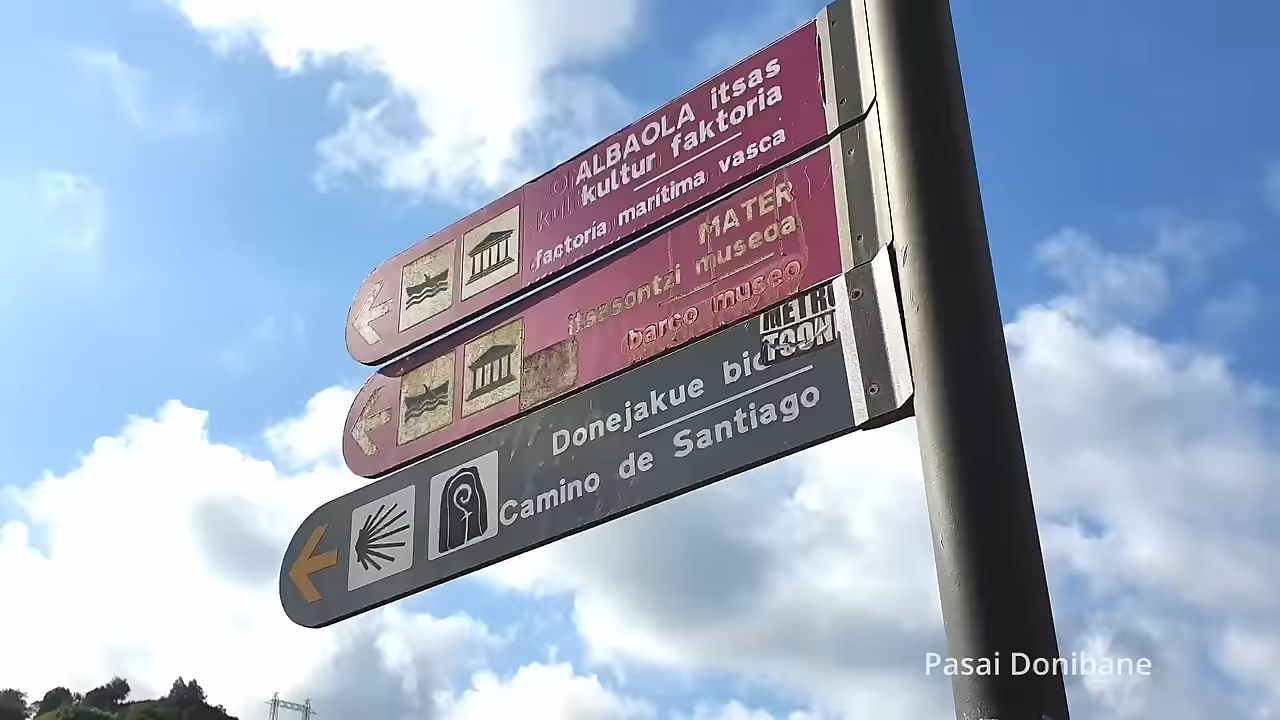 ALBAOLA itsas
kultur faktoria
factoría marítima vasca
MATER
itsasontzi museoa
barco museo
METRO
TOON
Donejakue
Camino de Santiago
Pasai Donibane